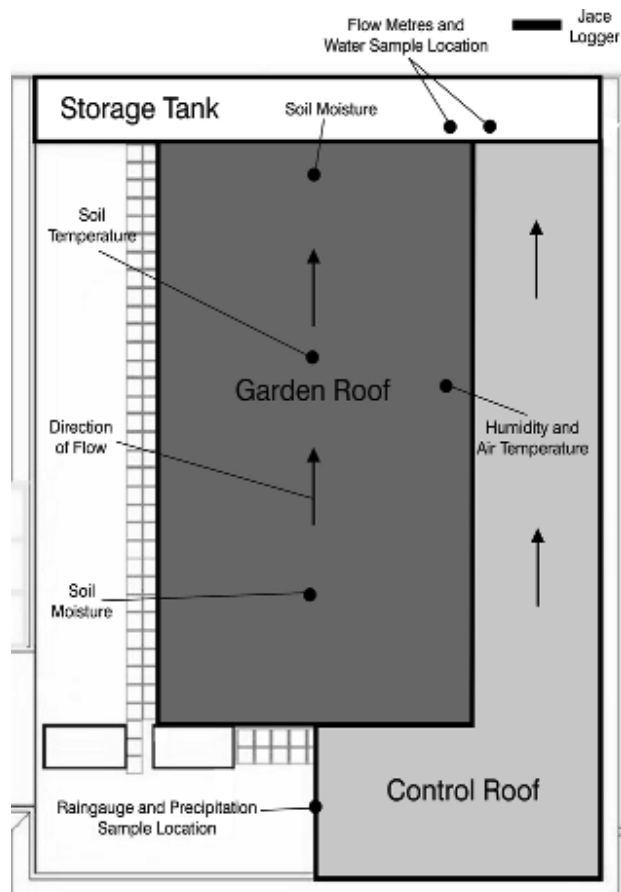 Flow Metres and
Water Sample Location
Jace
Logger
Storage Tank
Soil Moisture
Soil
Temperature
Garden Roof
Direction
of Flow
Humidity and
Air Temperature
Soil
Moisture
Control Roof
Raingauge and Precipitation
Sample Location